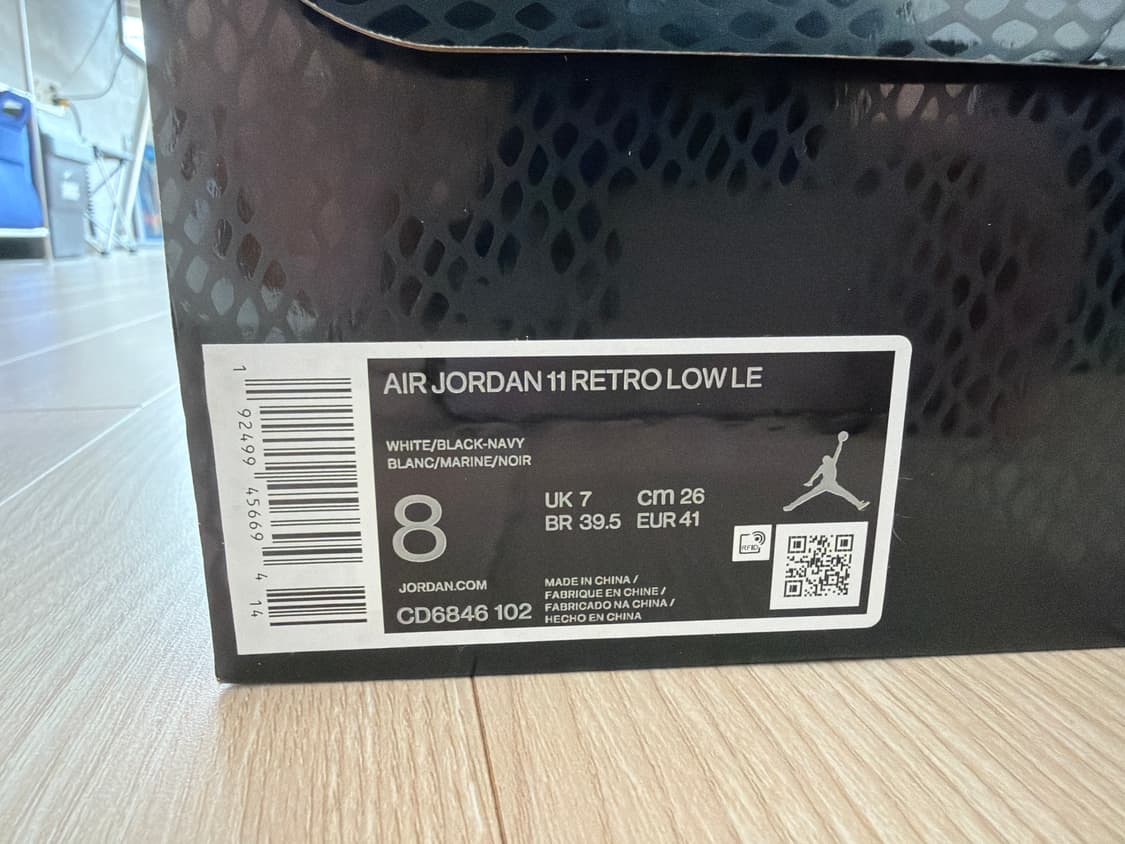 AIR JORDAN 11 RETRO LOW LE
WHITE/BLACK-NAVY
BLANC/MARINE/NOIR
8
UK 7 cm 26
BR 39.5 EUR 41
JORDAN.COM
CD6846 102
MADE IN CHINA /
FABRIQUE EN CHINE /
FABRICADO NA CHINA /
HECHO EN CHINA
RFID
1 92499 45669 4 14